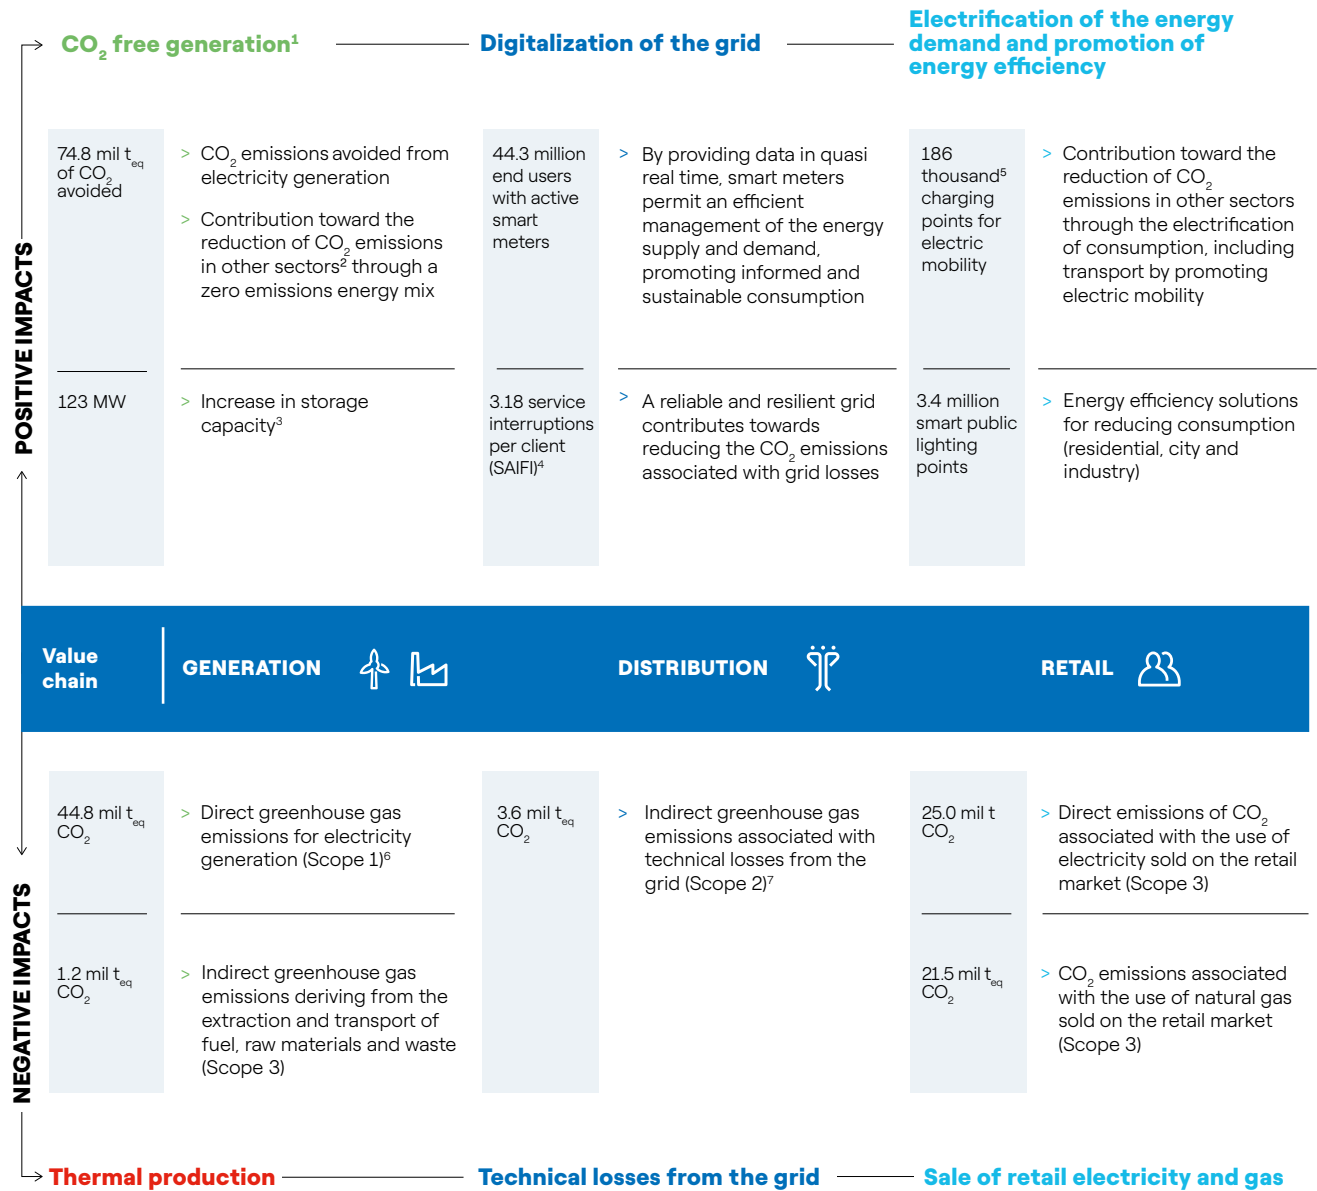 CO2 free generation1
Digitalization of the grid
Electrification of the energy
demand and promotion of
energy efficiency
POSITIVE IMPACTS
74.8 mil teq
of CO2
avoided
> CO2 emissions avoided from
electricity generation
> Contribution toward the
reduction of CO2 emissions
in other sectors2 through a
zero emissions energy mix
44.3 million
end users
with active
smart
meters
> By providing data in quasi
real time, smart meters
permit an efficient
management of the energy
supply and demand,
promoting informed and
sustainable consumption
186
thousand5
charging
points for
electric
mobility
> Contribution toward the
reduction of CO2
emissions in other sectors
through the electrification
of consumption, including
transport by promoting
electric mobility
123 MW
> Increase in storage
capacity3
3.18 service
interruptions
per client
(SAIFI)4
> A reliable and resilient grid
contributes towards
reducing the CO2 emissions
associated with grid losses
3.4 million
smart public
lighting
points
> Energy efficiency solutions
for reducing consumption
(residential, city and
industry)
Value
chain
GENERATION
DISTRIBUTION
RETAIL
NEGATIVE IMPACTS
44.8 mil teq
CO2
> Direct greenhouse gas
emissions for electricity
generation (Scope 1)6
3.6 mil teq
CO2
> Indirect greenhouse gas
emissions associated with
technical losses from the
grid (Scope 2)7
25.0 mil t
CO2
> Direct emissions of CO2
associated with the use of
electricity sold on the retail
market (Scope 3)
1.2 mil teq
CO2
> Indirect greenhouse gas
emissions deriving from the
extraction and transport of
fuel, raw materials and waste
(Scope 3)
21.5 mil teq
CO2
> CO2 emissions associated
with the use of natural gas
sold on the retail market
(Scope 3)
Thermal production
Technical losses from the grid
Sale of retail electricity and gas